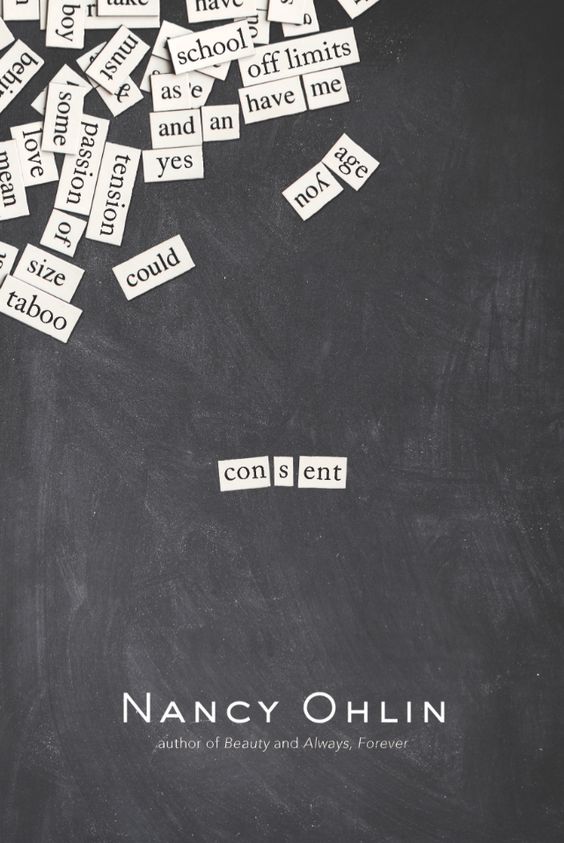 take
have
boy
must
&
school
off limits
behin
as
e
have
me
some
and
an
love
passion
tension
yes
age
you
mean
of
could
size
taboo
con s ent
NANCY OHLIN
author of Beauty and Always, Forever